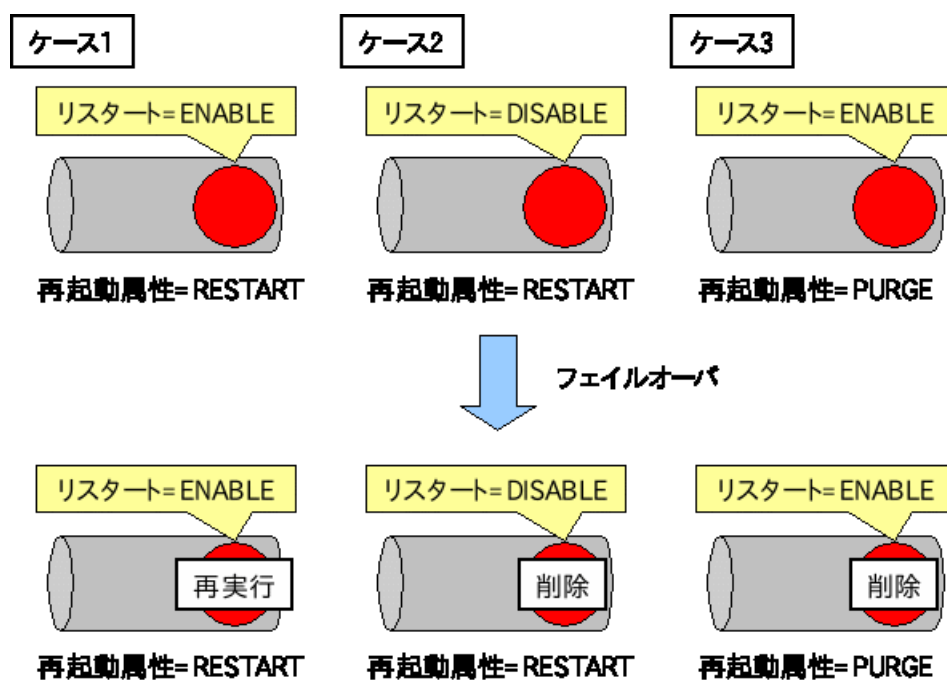 ケース1
ケース2
ケース3
リスタート=ENABLE
リスタート=DISABLE
リスタート=ENABLE
再起動属性=RESTART
再起動属性=RESTART
再起動属性=PURGE
フェイルオーバ
リスタート=ENABLE
リスタート=DISABLE
リスタート=ENABLE
再実行
削除
削除
再起動属性=RESTART
再起動属性=RESTART
再起動属性=PURGE